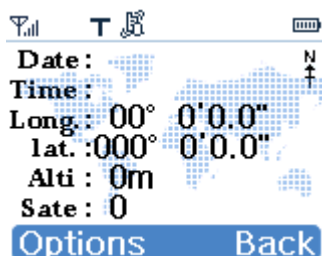 T
N
Date :
Time :
Long. : 00° 0'0.0"
lat. :000° 0'0.0"
Alti : 0m
Sate : 0
Options Back